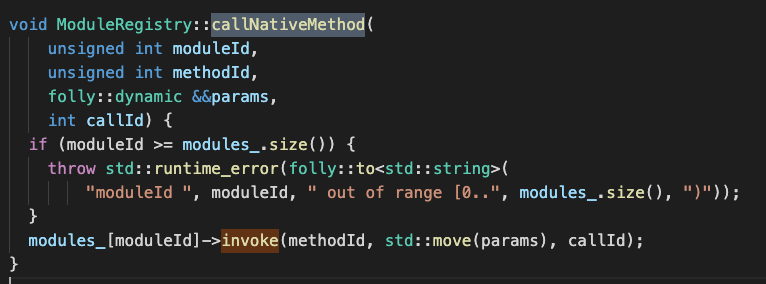 void ModuleRegistry::callNativeMethod(
    unsigned int moduleId,
    unsigned int methodId,
    folly::dynamic &&params,
    int callId) {
  if (moduleId >= modules_.size()) {
    throw std::runtime_error(folly::to<std::string>(
        "moduleId ", moduleId, " out of range [0..", modules_.size(), ")"));
  }
  modules_[moduleId]->invoke(methodId, std::move(params), callId);
}